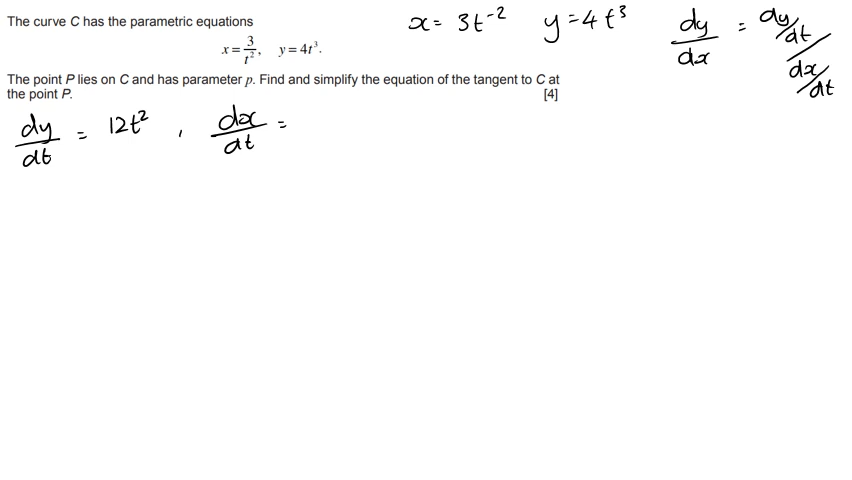 The curve C has the parametric equations
x = 3/t², y = 4t³.
The point P lies on C and has parameter p. Find and simplify the equation of the tangent to C at
the point P. [4]
x = 3t⁻² y = 4t³ dy/dx = dy/dt / dx/dt
dy/dt = 12t² , dx/dt =